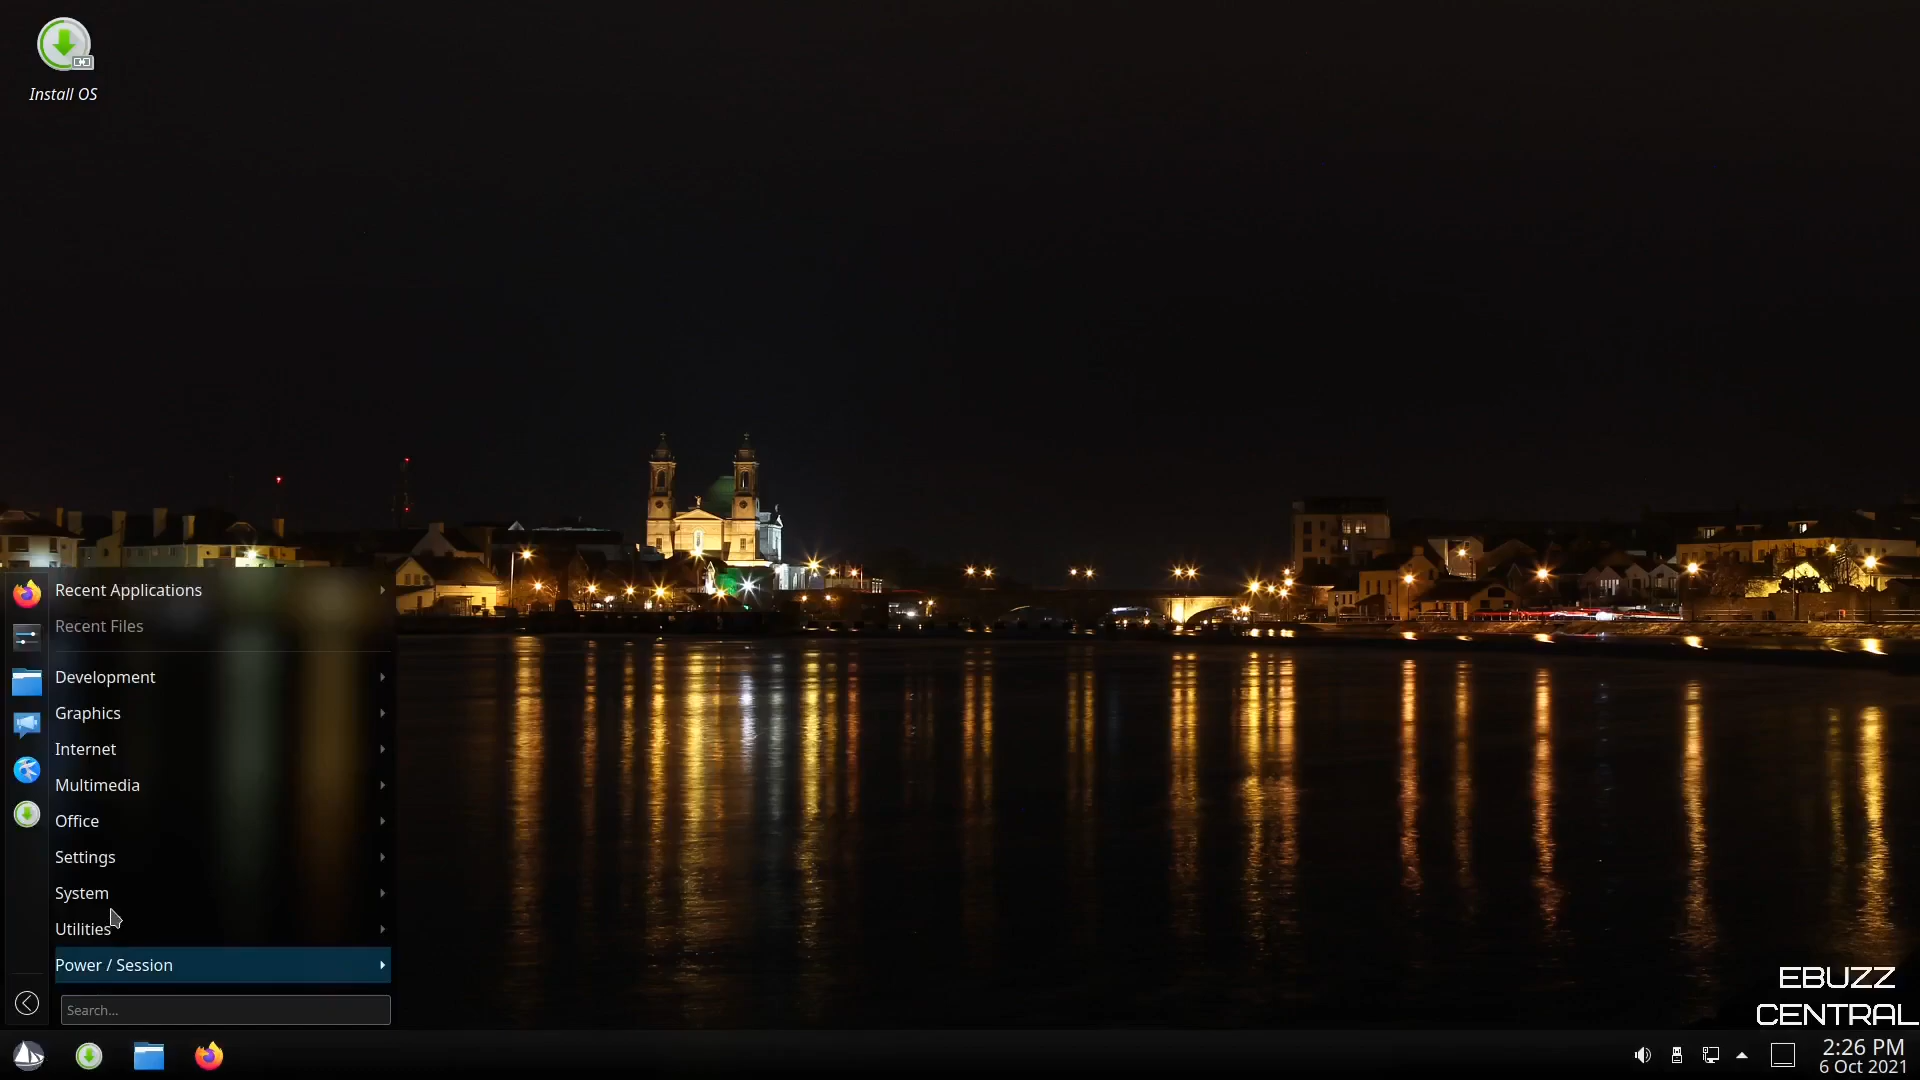 Install OS
Recent Applications
Recent Files
Development
Graphics
Internet
Multimedia
Office
Settings
System
Utilities
Power / Session
Search...
EBUZZ
CENTRAL
2:26 PM
6 Oct 2021